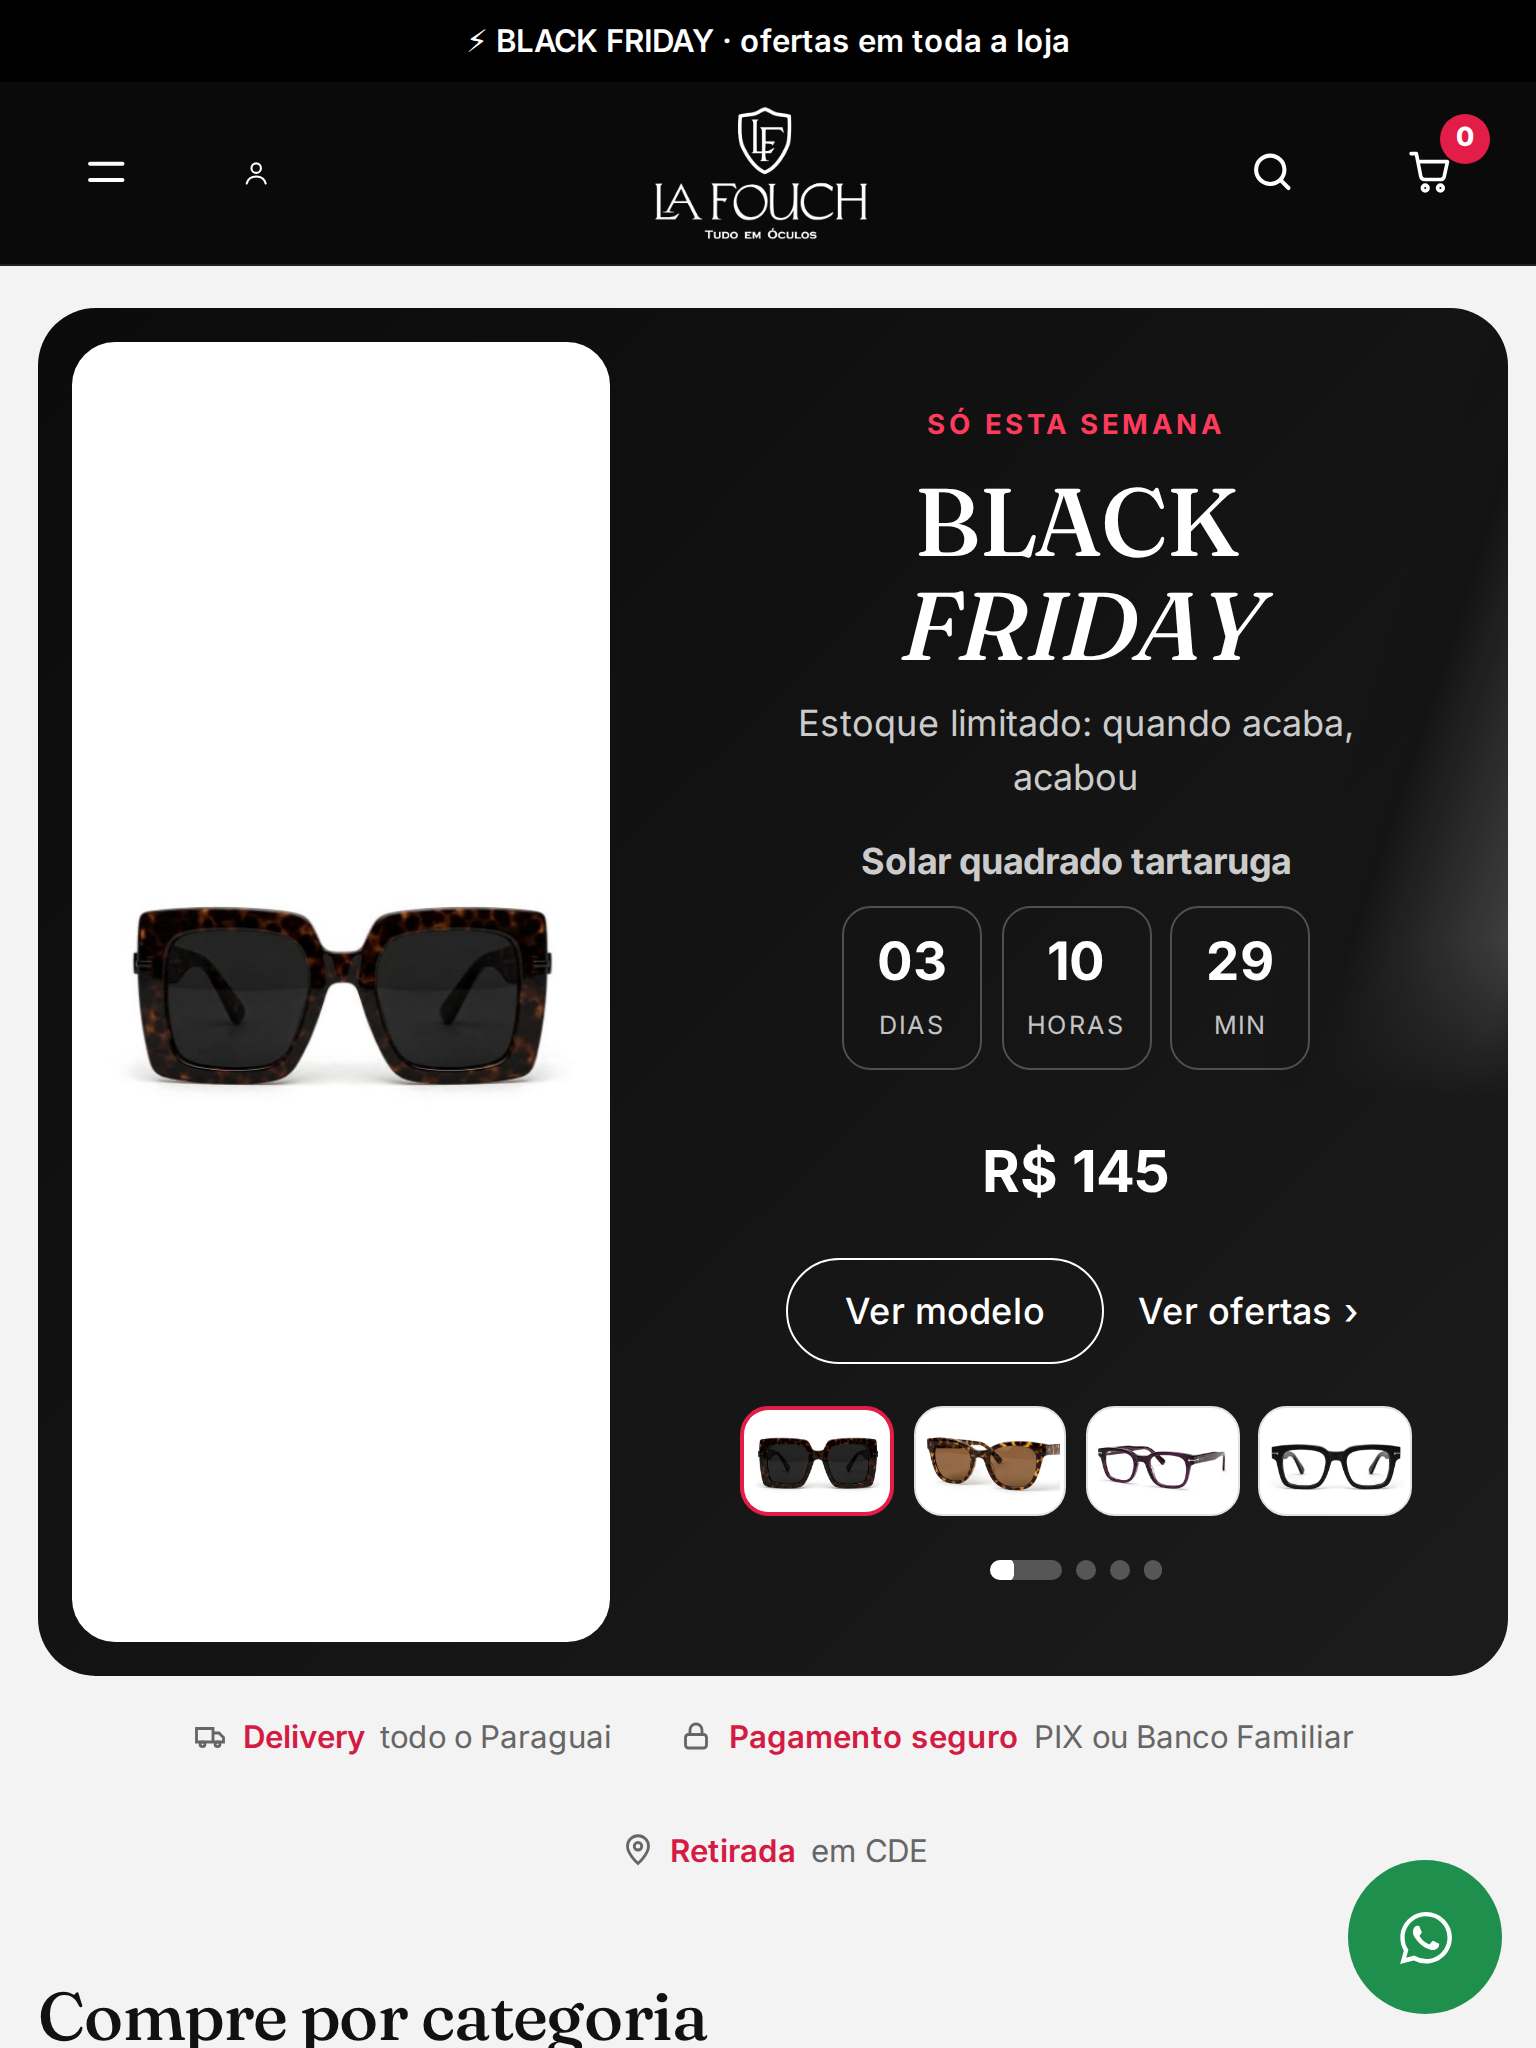 ⚡ BLACK FRIDAY · ofertas em toda a loja
LF
LA FOUCH
Tudo em Óculos
0
SÓ ESTA SEMANA
BLACK
FRIDAY
Estoque limitado: quando acaba,
acabou
Solar quadrado tartaruga
03 10 29
DIAS HORAS MIN
R$ 145
Ver modelo Ver ofertas ›
Delivery todo o Paraguai Pagamento seguro PIX ou Banco Familiar
Retirada em CDE
Compre por categoria